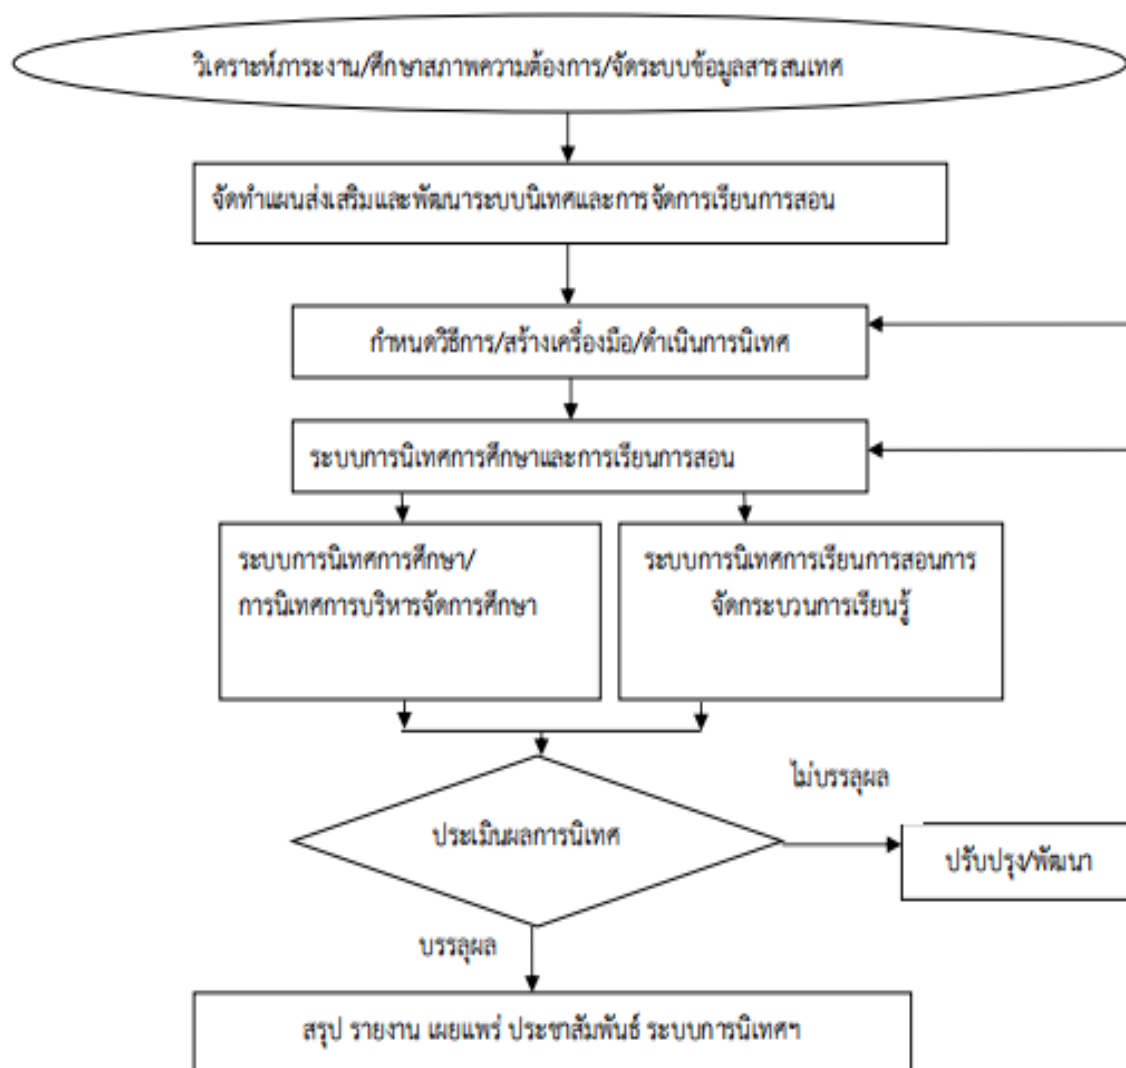 วิเคราะห์ภาระงาน/ศึกษาสภาพความต้องการ/จัดระบบข้อมูลสารสนเทศ
จัดทำแผนส่งเสริมและพัฒนาระบบนิเทศและการจัดการเรียนการสอน
กำหนดวิธีการ/สร้างเครื่องมือ/ดำเนินการนิเทศ
ระบบการนิเทศการศึกษาและการเรียนการสอน
ระบบการนิเทศการศึกษา/
การนิเทศการบริหารจัดการศึกษา
ระบบการนิเทศการเรียนการสอนการ
จัดกระบวนการเรียนรู้
ไม่บรรลุผล
ประเมินผลการนิเทศ
ปรับปรุง/พัฒนา
บรรลุผล
สรุป รายงาน เผยแพร่ ประชาสัมพันธ์ ระบบการนิเทศฯ